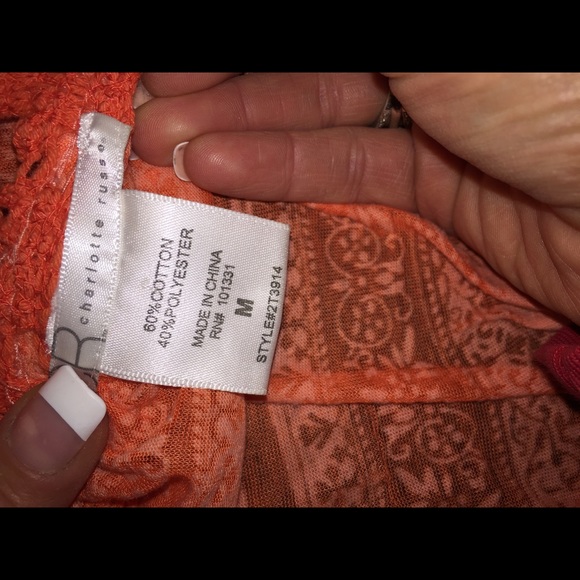 R
charlotte russe
60%COTTON
40%POLYESTER
MADE IN CHINA
RN# 101331
M
STYLE#2T3914